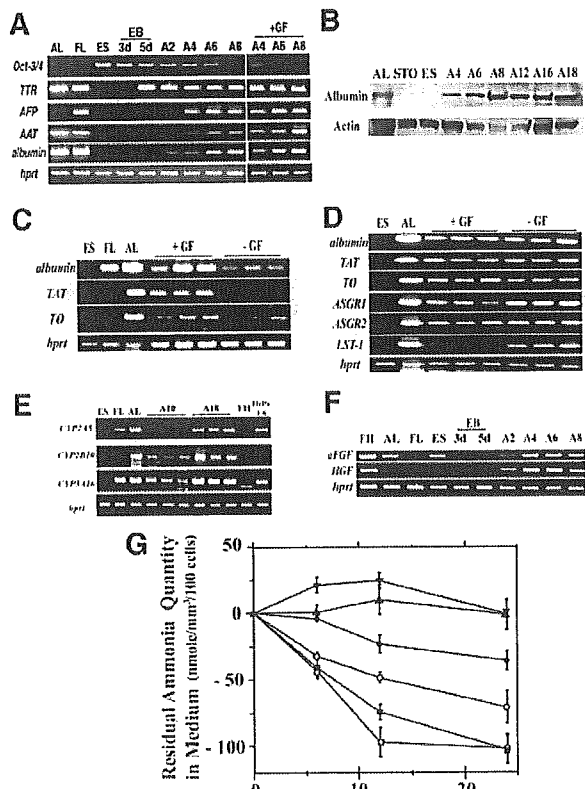 A
EB
+GF
AL FL ES 3d 5d A2 A4 A6 A8 A4 A6 A8
Oct-3/4
TTR
AFP
AAT
albumin
hprt
B
AL STO ES A4 A6 A8 A12 A16 A18
Albumin
Actin
C
ES FL AL + GF - GF
albumin
TAT
TO
hprt
D
ES AL + GF - GF
albumin
TAT
TO
ASGR1
ASGR2
LST-1
hprt
E
ES FL AL A10 A18 FH
CYP2B10
CYP3A16
hprt
F
EB
FH AL FL ES 3d 5d A2 A4 A6 A8
HGF
hprt
G
Residual Ammonia Quantity
in Medium (nmole/mm³/100 cells)
50
0
- 50
- 100
0 10 20